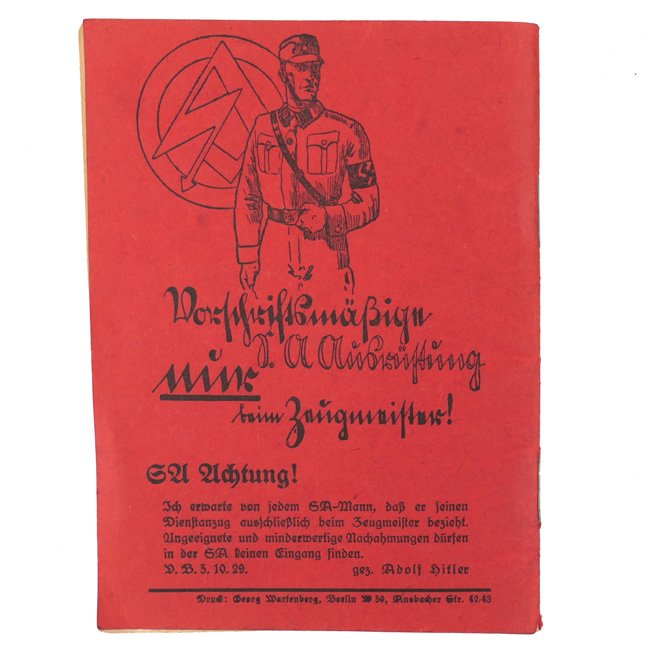 Vorschriftsmäßige
S. A Ausrüstung
nur
beim Zeugmeister!
SA Achtung!
Ich erwarte von jedem SA-Mann, daß er seinen
Dienstanzug ausschließlich beim Zeugmeister bezieht.
Ungeeignete und minderwertige Nachahmungen dürfen
in der SA keinen Eingang finden.
V. B. 5. 10. 29. gez. Adolf Hitler
Druck: Georg Wartenberg, Berlin W 50, Ansbacher Str. 42/43